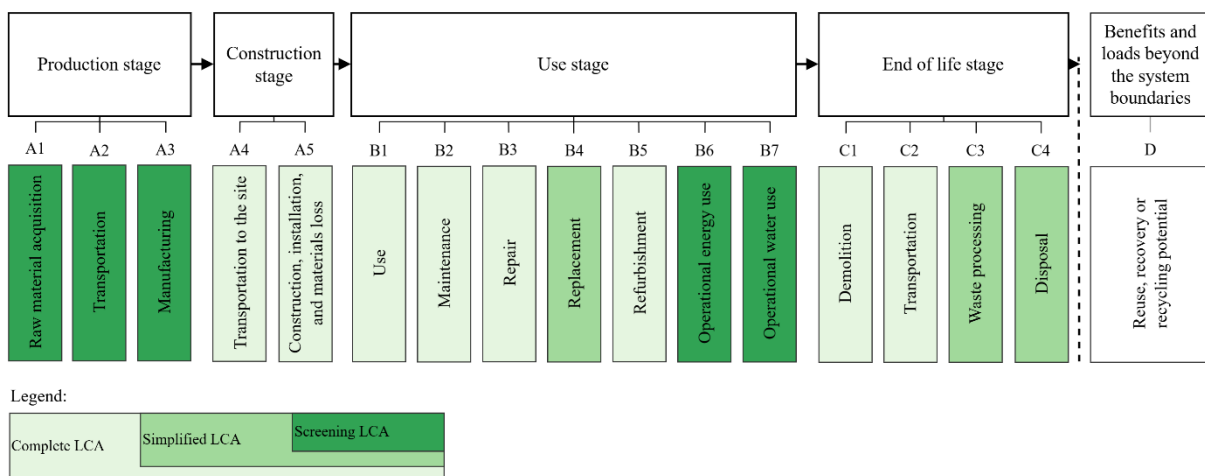 Production stage
Construction
stage
Use stage
End of life stage
Benefits and
loads beyond
the system
boundaries
A1
A2
A3
A4
A5
B1
B2
B3
B4
B5
B6
B7
C1
C2
C3
C4
D
Raw material acquisition
Transportation
Manufacturing
Transportation to the site
Construction, installation,
and materials loss
Use
Maintenance
Repair
Replacement
Refurbishment
Operational energy use
Operational water use
Demolition
Transportation
Waste processing
Disposal
Reuse, recovery or
recycling potential
Legend:
Complete LCA
Simplified LCA
Screening LCA